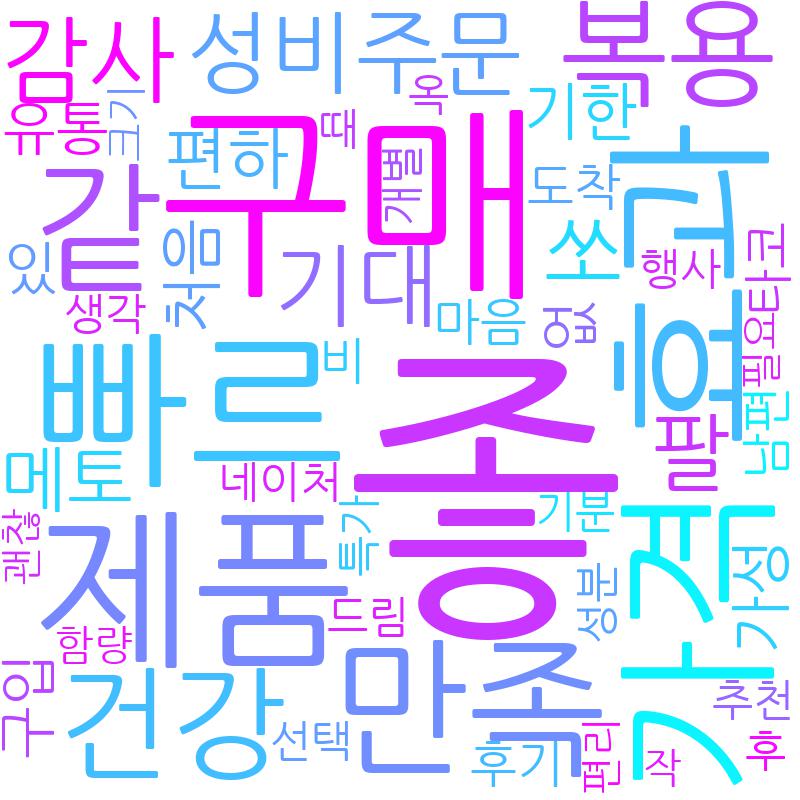 감사
성비
주문
복용
유통
크기
때
옥
기한
편하
구매
개별
도착
효과
같
있
처음
기대
쏘
행사
타코
생각
마음
없
필요
빠르
비
좋
팔
남편
메토
네이처
특가
기분
가격
괜찮
제품
드림
성분
가성
함량
구입
건강
만족
선택
후기
편리
작
추천
후